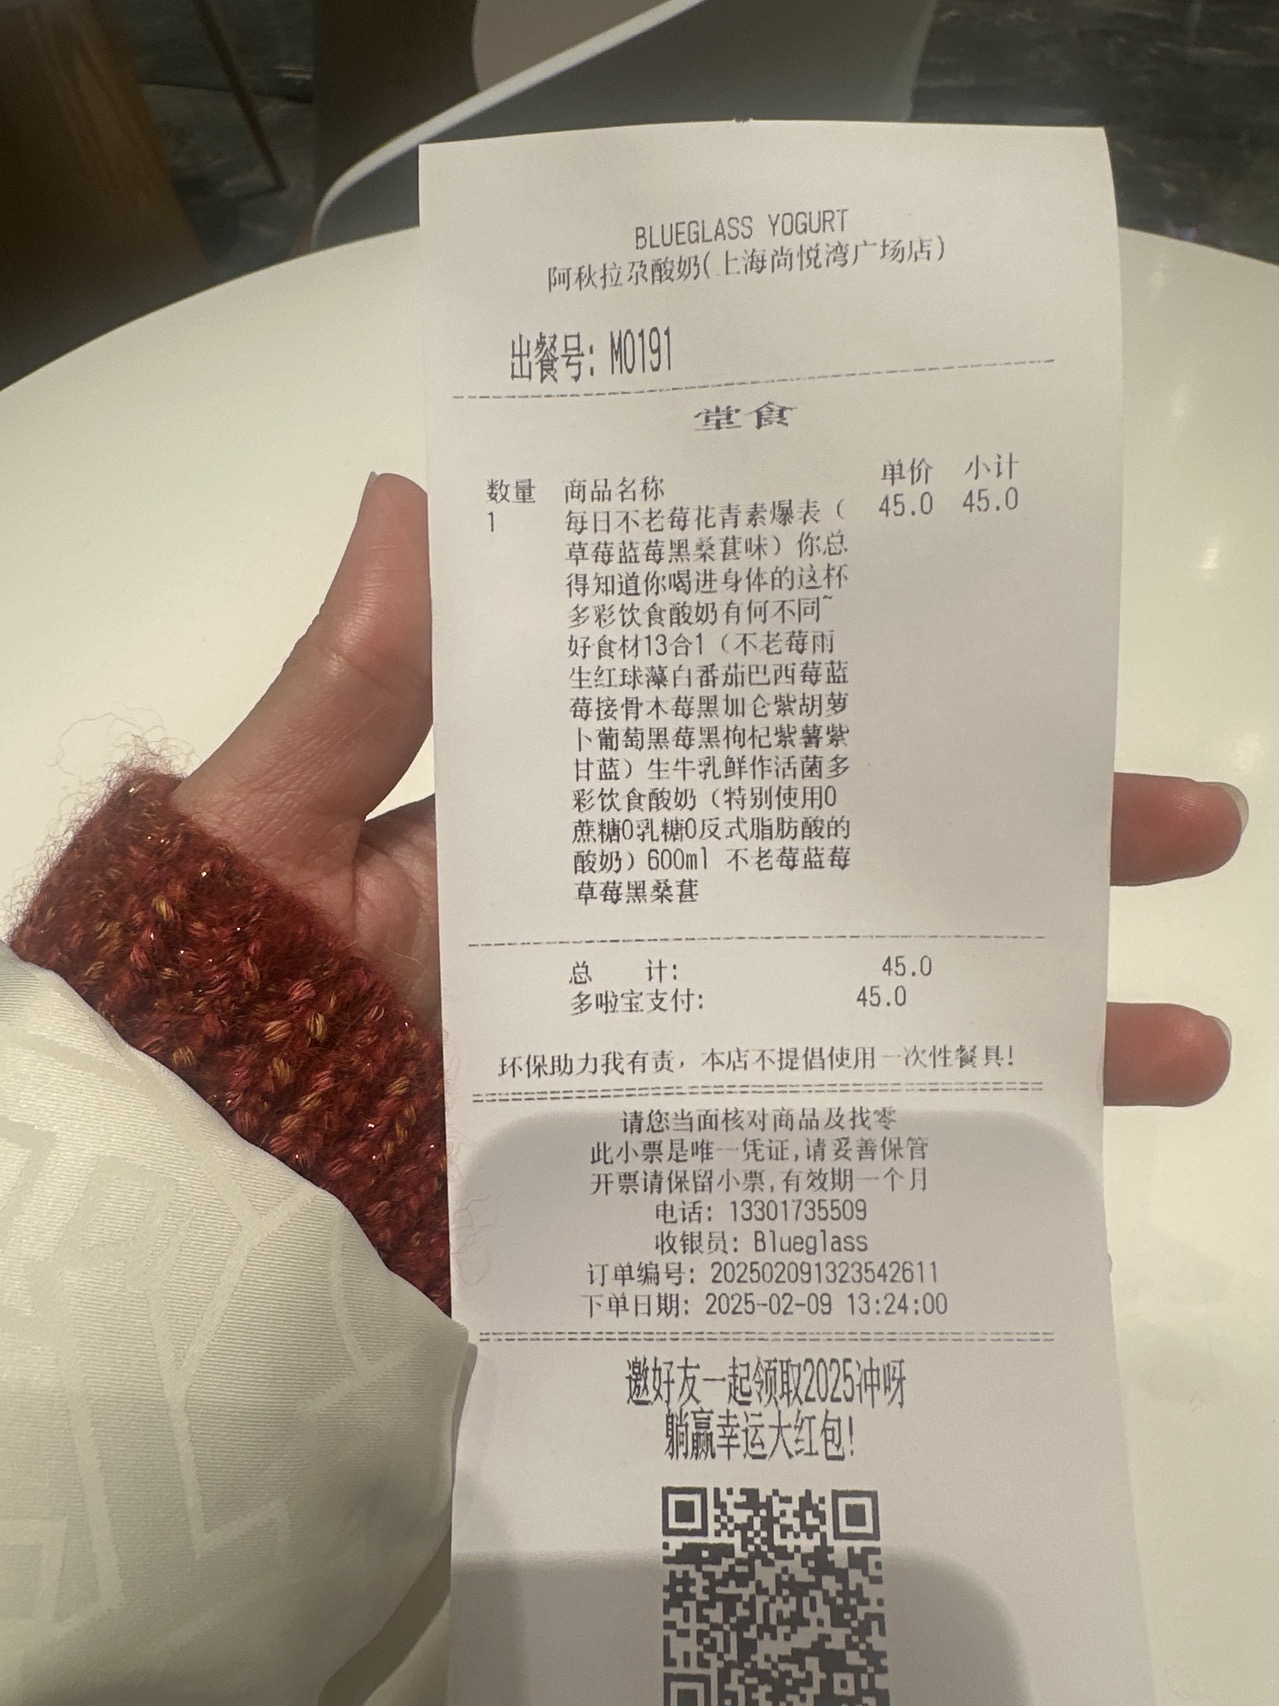 BLUEGLASS YOGURT
阿秋拉尕酸奶(上海尚悦湾广场店)
出餐号: M0191
堂食
数量 商品名称 单价 小计
1 每日不老莓花青素爆表（ 45.0 45.0
草莓蓝莓黑桑葚味）你总
得知道你喝进身体的这杯
多彩饮食酸奶有何不同~
好食材13合1（不老莓雨
生红球藻白番茄巴西莓蓝
莓接骨木莓黑加仑紫胡萝
卜葡萄黑莓黑枸杞紫薯紫
甘蓝）生牛乳鲜作活菌多
彩饮食酸奶（特别使用0
蔗糖0乳糖0反式脂肪酸的
酸奶）600ml 不老莓蓝莓
草莓黑桑葚
总 计: 45.0
多啦宝支付: 45.0
环保助力我有责，本店不提倡使用一次性餐具!
请您当面核对商品及找零
此小票是唯一凭证,请妥善保管
开票请保留小票,有效期一个月
电话: 13301735509
收银员: Blueglass
订单编号: 202502091323542611
下单日期: 2025-02-09 13:24:00
邀好友一起领取2025冲呀
躺赢幸运大红包!